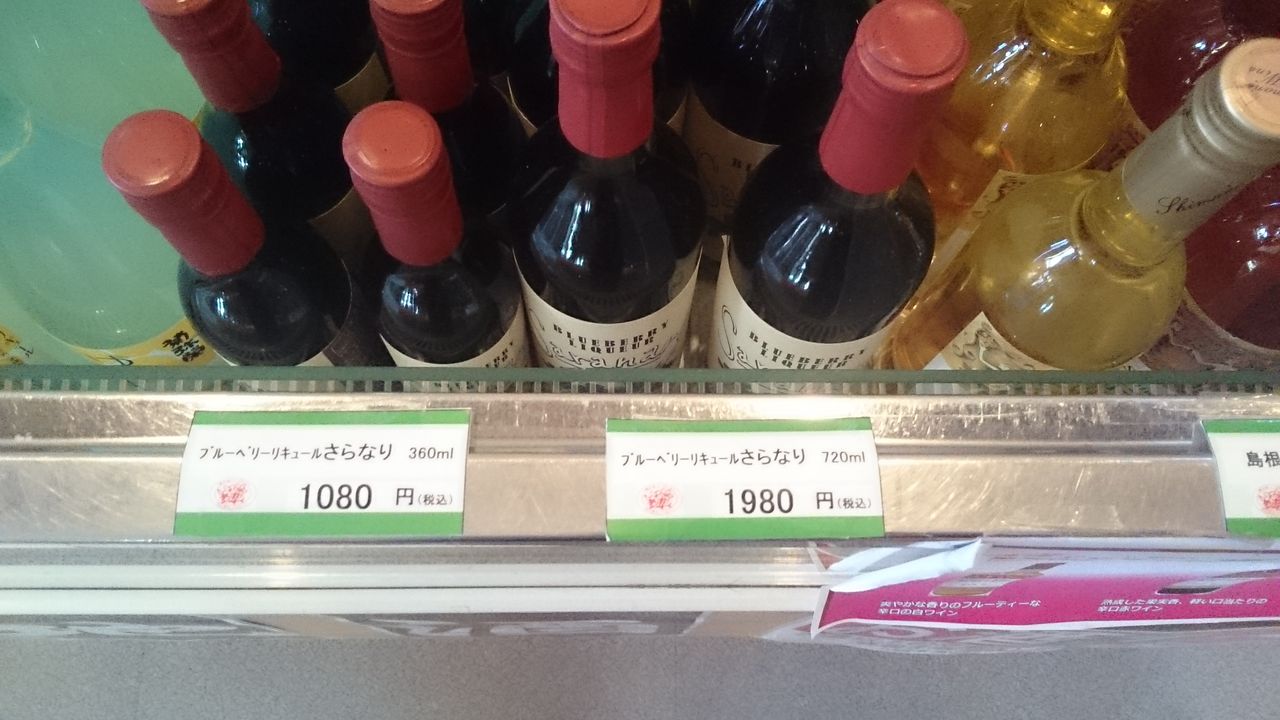 BLUEBERRY
LIQUEUR
BLUEBERRY
LIQUEUR
ブルーベリーリキュールさらなり 360ml
1080 円(税込)
ブルーベリーリキュールさらなり 720ml
1980 円(税込)
島根
爽やかな香りのフルーティーな
辛口の白ワイン
熟成した果実香、軽い口当たりの
辛口赤ワイン